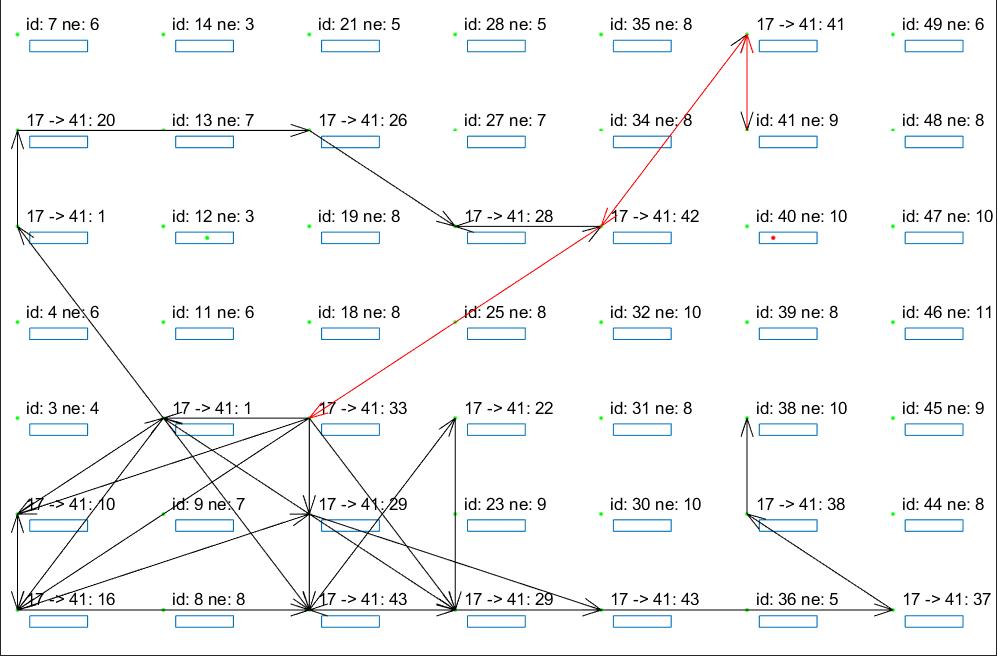 id: 7 ne: 6
id: 14 ne: 3
id: 21 ne: 5
id: 28 ne: 5
id: 35 ne: 8
17 -> 41: 41
id: 49 ne: 6
17 -> 41: 20
id: 13 ne: 7
17 -> 41: 26
id: 27 ne: 7
id: 34 ne: 8
id: 41 ne: 9
id: 48 ne: 8
17 -> 41: 1
id: 12 ne: 3
id: 19 ne: 8
17 -> 41: 28
17 -> 41: 42
id: 40 ne: 10
id: 47 ne: 10
id: 4 ne: 6
id: 11 ne: 6
id: 18 ne: 8
id: 25 ne: 8
id: 32 ne: 10
id: 39 ne: 8
id: 46 ne: 11
id: 3 ne: 4
17 -> 41: 1
17 -> 41: 33
17 -> 41: 22
id: 31 ne: 8
id: 38 ne: 10
id: 45 ne: 9
17 -> 41: 10
id: 9 ne: 7
17 -> 41: 29
id: 23 ne: 9
id: 30 ne: 10
17 -> 41: 38
id: 44 ne: 8
17 -> 41: 16
id: 8 ne: 8
17 -> 41: 43
17 -> 41: 29
17 -> 41: 43
id: 36 ne: 5
17 -> 41: 37